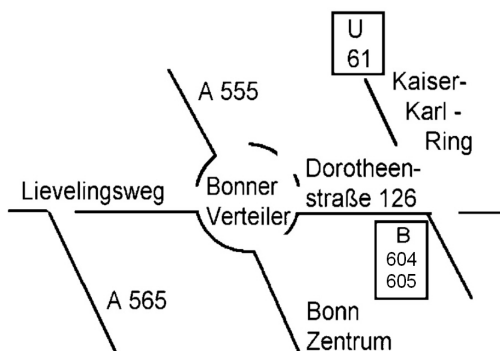 U
61
A 555
Kaiser-
Karl -
Ring
Lievelingsweg
Bonner
Verteiler
Dorotheen-
straße 126
B
604
605
A 565
Bonn
Zentrum